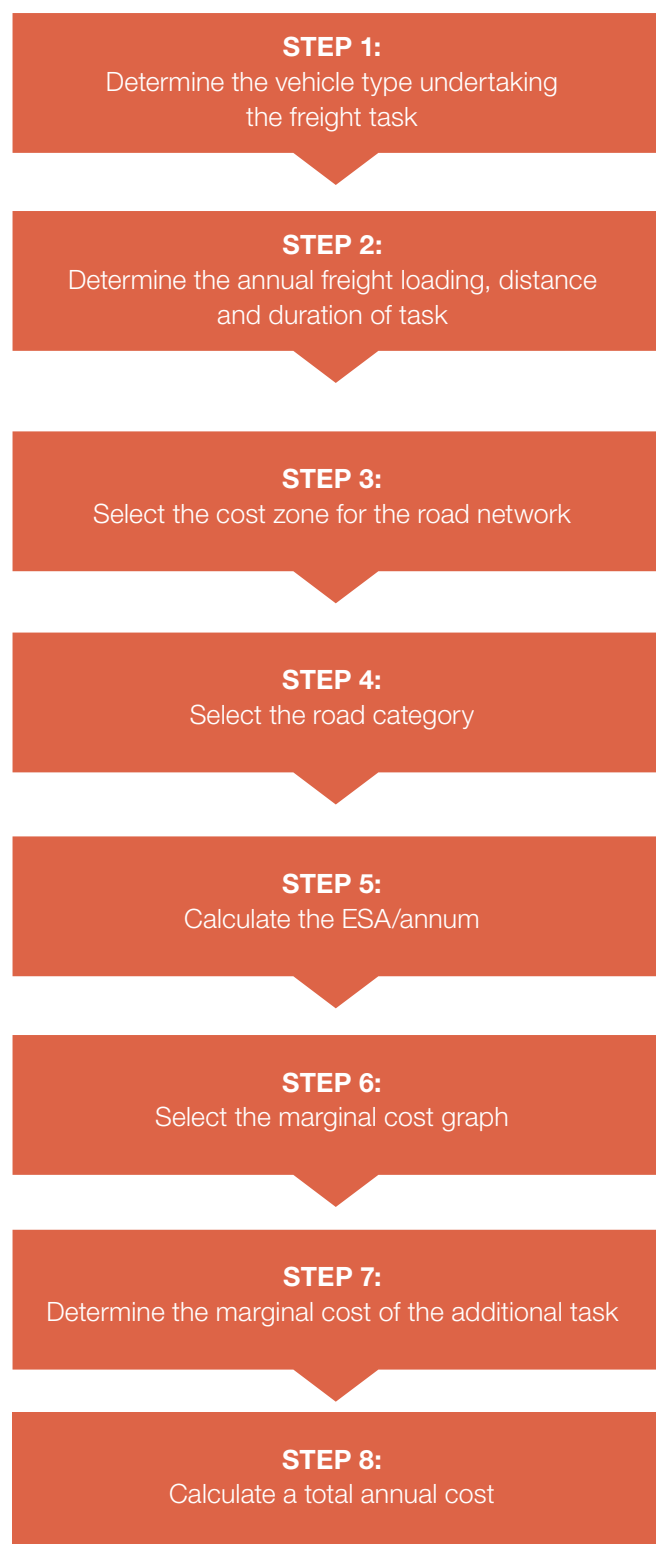 STEP 1:
Determine the vehicle type undertaking
the freight task
STEP 2:
Determine the annual freight loading, distance
and duration of task
STEP 3:
Select the cost zone for the road network
STEP 4:
Select the road category
STEP 5:
Calculate the ESA/annum
STEP 6:
Select the marginal cost graph
STEP 7:
Determine the marginal cost of the additional task
STEP 8:
Calculate a total annual cost